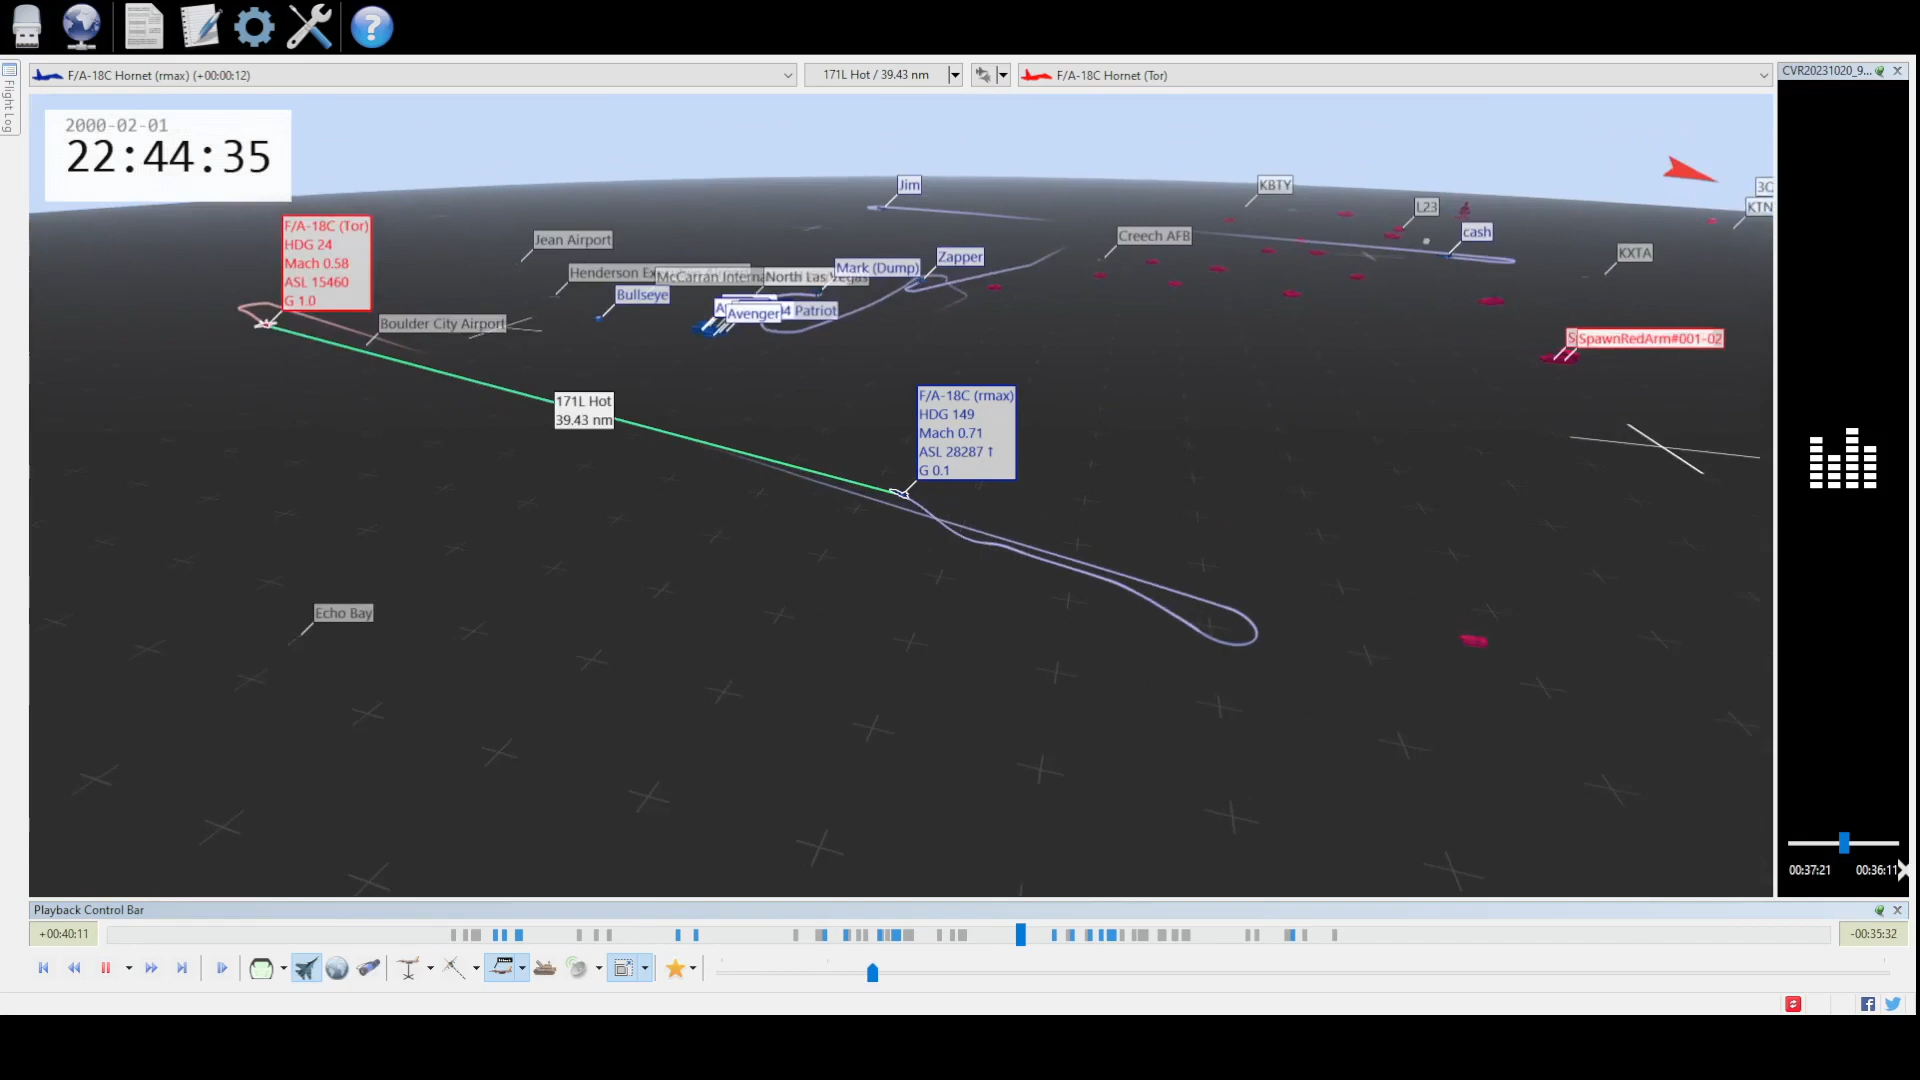 F/A-18C Hornet (rmax) (+00:00:12)
171L Hot / 39.43 nm
F/A-18C Hornet (Tor)
CVR20231020_9...
Flight Log
2000-02-01
22:44:35
Jim
KBTY
L23
KTN
cash
F/A-18C (Tor)
HDG 24
Mach 0.58
ASL 15460
G 1.0
Jean Airport
Creech AFB
KXTA
Zapper
Mark (Dump)
Henderson Ex
McCarran Interna
North Las Vegas
Bullseye
Avenger
Patriot
Boulder City Airport
SpawnRedArm#001-02
171L Hot
39.43 nm
F/A-18C (rmax)
HDG 149
Mach 0.71
ASL 28287 ↑
G 0.1
Echo Bay
00:37:21
00:36:11
Playback Control Bar
+00:40:11
-00:35:32